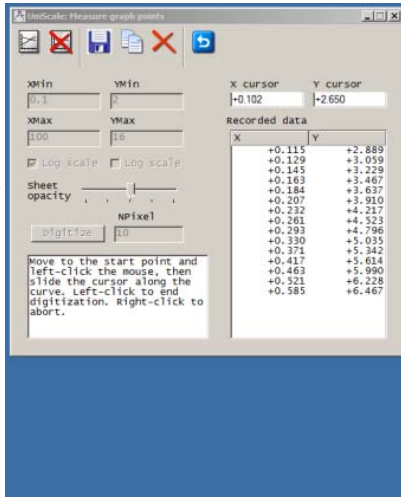 UniScale: Measure graph points
XMin YMin
0.1 2
XMax YMax
100 16
Log scale Log scale
Sheet
opacity
NPixel
Digitize 10
Move to the start point and
left-click the mouse, then
slide the cursor along the
curve. Left-click to end
digitization. Right-click to
abort.
X cursor Y cursor
+0.102 +2.650
Recorded data
X Y
+0.115 +2.889
+0.129 +3.059
+0.145 +3.229
+0.163 +3.467
+0.184 +3.637
+0.207 +3.910
+0.232 +4.217
+0.261 +4.523
+0.293 +4.796
+0.330 +5.035
+0.371 +5.342
+0.417 +5.614
+0.463 +5.990
+0.521 +6.228
+0.585 +6.467